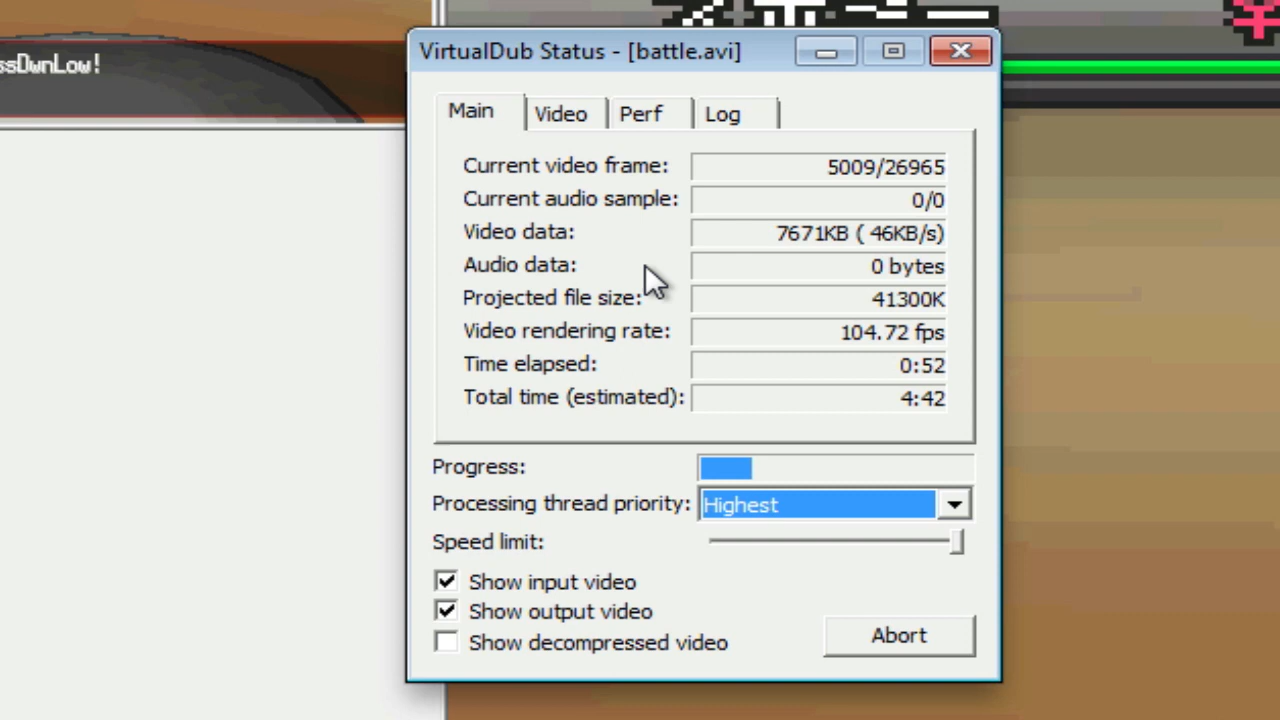 ssDwnLow!
VirtualDub Status - [battle.avi]
Main Video Perf Log
Current video frame: 5009/26965
Current audio sample: 0/0
Video data: 7671KB ( 46KB/s)
Audio data: 0 bytes
Projected file size: 41300K
Video rendering rate: 104.72 fps
Time elapsed: 0:52
Total time (estimated): 4:42
Progress:
Processing thread priority: Highest
Speed limit:
Show input video
Show output video
Show decompressed video
Abort